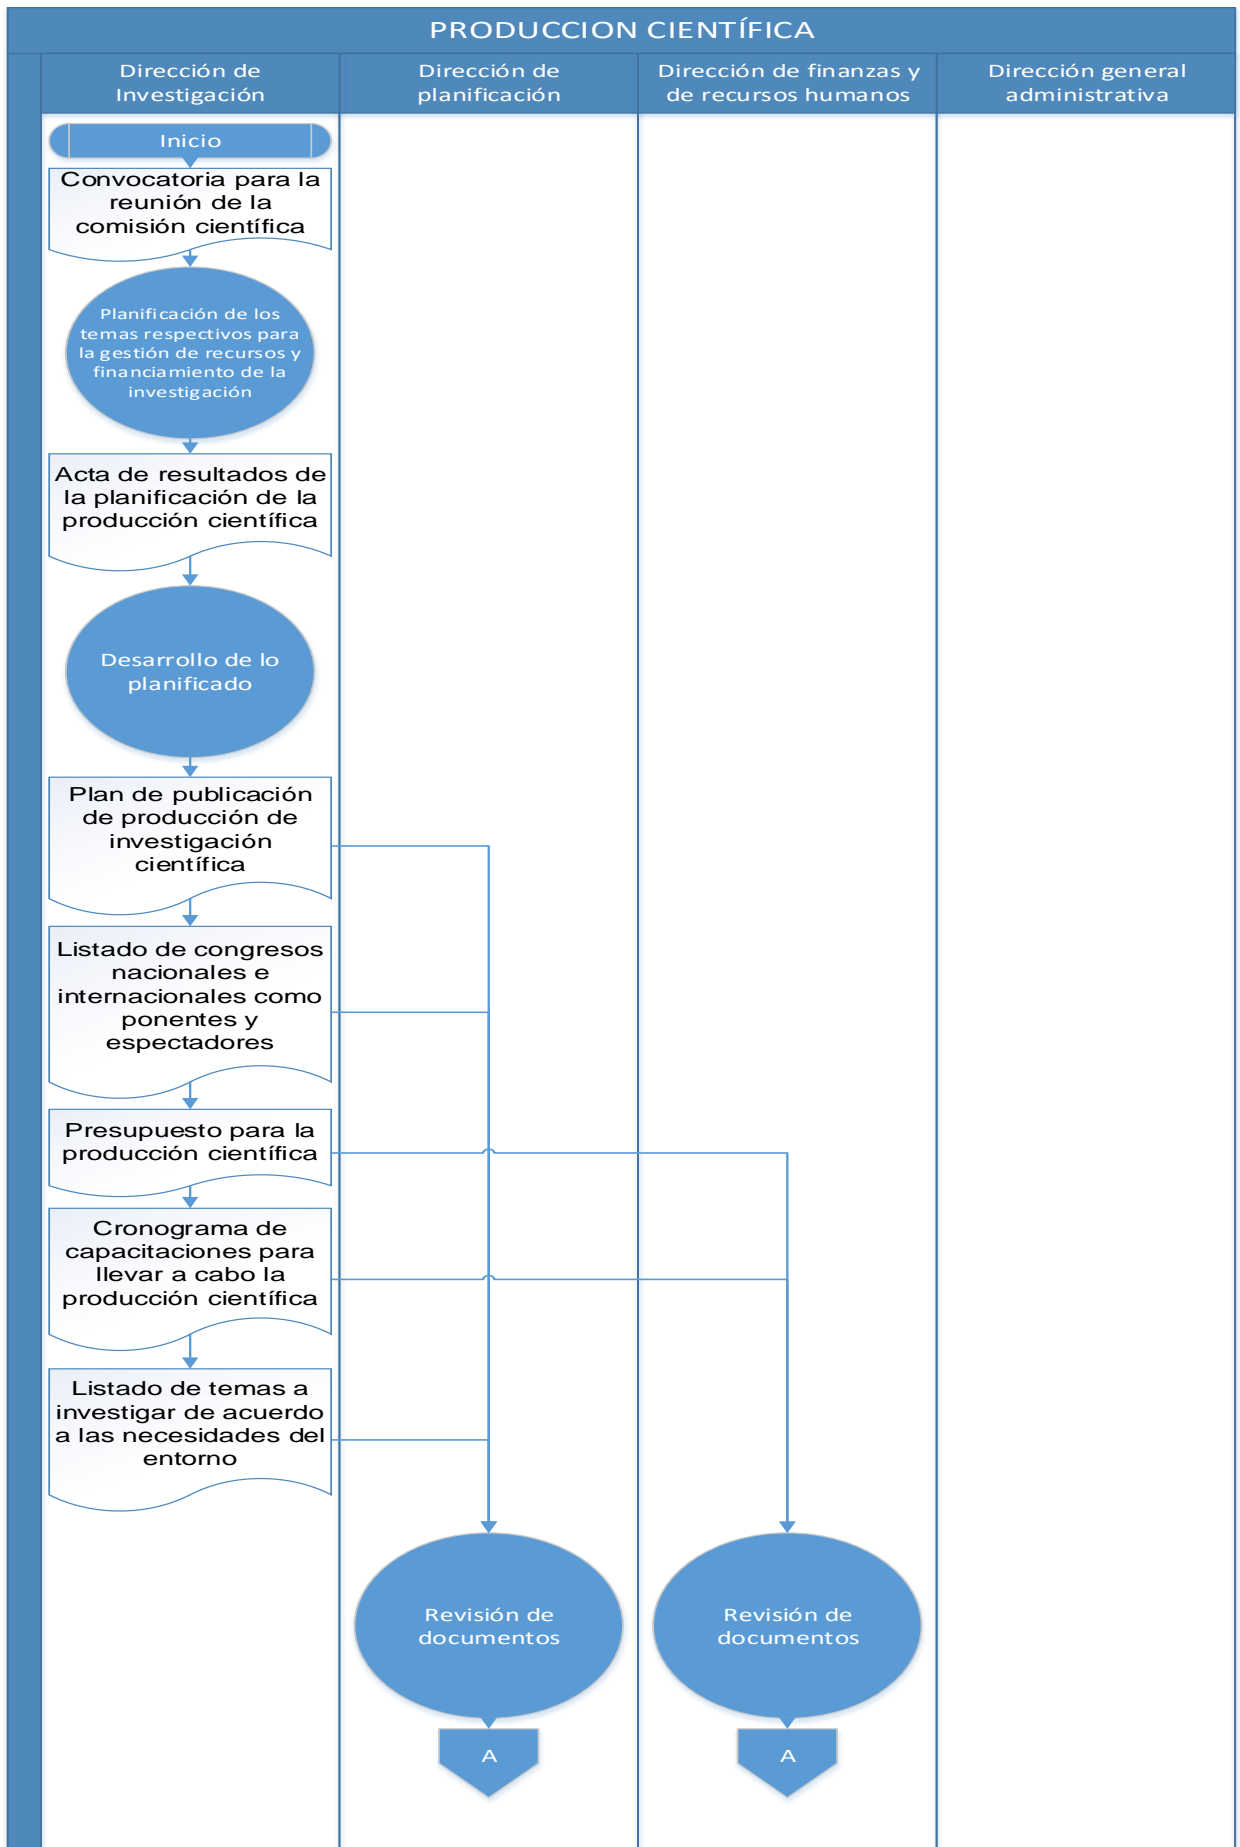 PRODUCCION CIENTÍFICA
Dirección de
Investigación
Dirección de
planificación
Dirección de finanzas y
de recursos humanos
Dirección general
administrativa
Inicio
Convocatoria para la
reunión de la
comisión científica
Planificación de los
temas respectivos para
la gestión de recursos y
financiamiento de la
investigación
Acta de resultados de
la planificación de la
producción científica
Desarrollo de lo
planificado
Plan de publicación
de producción de
investigación
científica
Listado de congresos
nacionales e
internacionales como
ponentes y
espectadores
Presupuesto para la
producción científica
Cronograma de
capacitaciones para
llevar a cabo la
producción científica
Listado de temas a
investigar de acuerdo
a las necesidades del
entorno
Revisión de
documentos
Revisión de
documentos
A
A